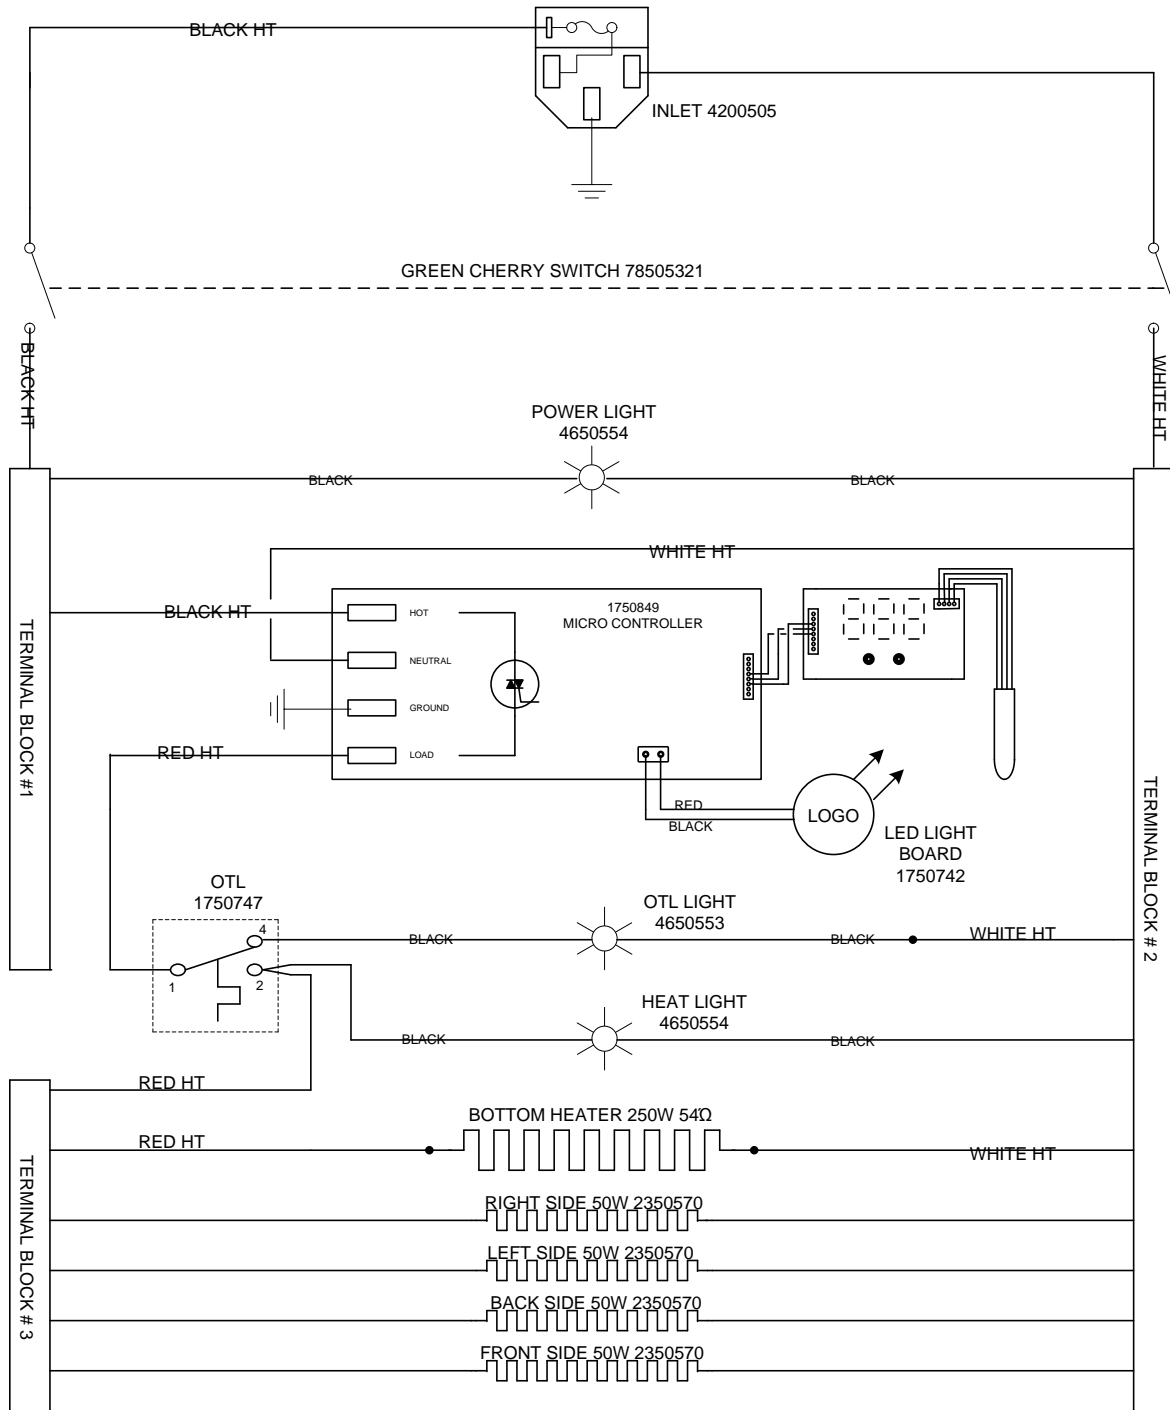 BLACK HT
INLET 4200505
GREEN CHERRY SWITCH 78505321
BLACK HT
WHITE HT
POWER LIGHT
4650554
BLACK
BLACK
WHITE HT
BLACK HT
HOT
1750849
MICRO CONTROLLER
NEUTRAL
GROUND
RED HT
LOAD
TERMINAL BLOCK #1
RED
BLACK
LOGO
LED LIGHT
BOARD
1750742
TERMINAL BLOCK # 2
OTL
1750747
4
1
2
OTL LIGHT
4650553
BLACK
BLACK
WHITE HT
HEAT LIGHT
4650554
BLACK
BLACK
RED HT
BOTTOM HEATER 250W 54Ω
RED HT
WHITE HT
TERMINAL BLOCK # 3
RIGHT SIDE 50W 2350570
LEFT SIDE 50W 2350570
BACK SIDE 50W 2350570
FRONT SIDE 50W 2350570